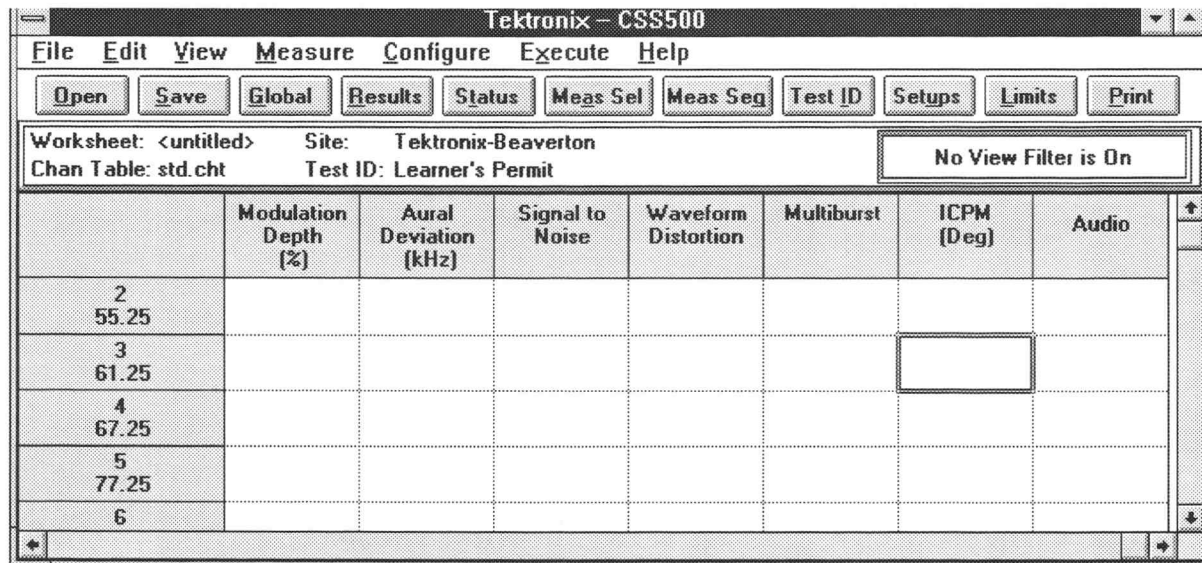 Tektronix – CSS500
File Edit View Measure Configure Execute Help
Open Save Global Results Status Meas Sel Meas Seq Test ID Setups Limits Print
Worksheet: <untitled> Site: Tektronix-Beaverton
Chan Table: std.cht Test ID: Learner's Permit
No View Filter is On
Modulation Depth (%)
Aural Deviation (kHz)
Signal to Noise
Waveform Distortion
Multiburst
ICPM (Deg)
Audio
2
55.25
3
61.25
4
67.25
5
77.25
6